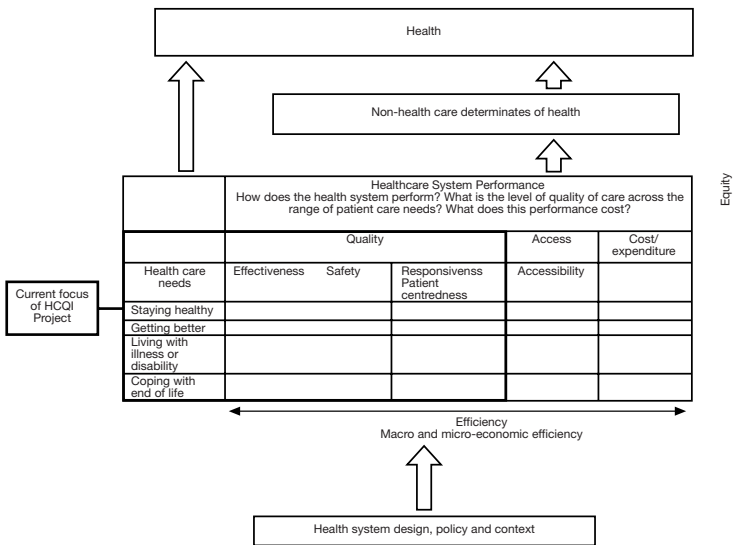 Health
Non-health care determinates of health
Healthcare System Performance
How does the health system perform? What is the level of quality of care across the
range of patient care needs? What does this performance cost?
Equity
Quality
Access
Cost/
expenditure
Health care
needs
Effectiveness
Safety
Responsivenss
Patient
centredness
Accessibility
Current focus
of HCQI
Project
Staying healthy
Getting better
Living with
illness or
disability
Coping with
end of life
Efficiency
Macro and micro-economic efficiency
Health system design, policy and context